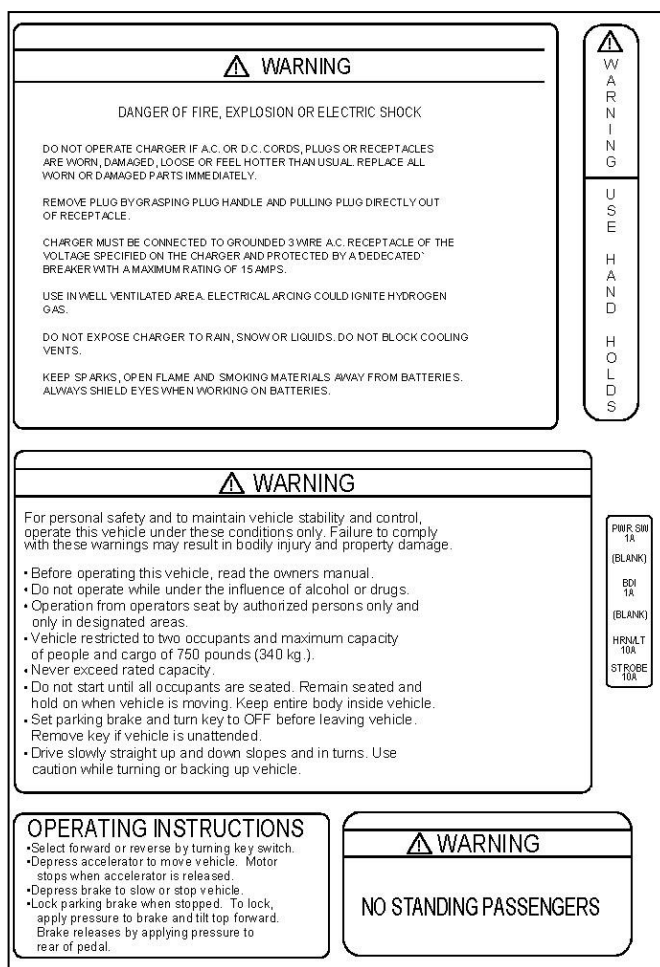 WARNING
DANGER OF FIRE, EXPLOSION OR ELECTRIC SHOCK
DO NOT OPERATE CHARGER IF A.C. OR D.C. CORDS, PLUGS OR RECEPTACLES
ARE WORN, DAMAGED, LOOSE OR FEEL HOTTER THAN USUAL. REPLACE ALL
WORN OR DAMAGED PARTS IMMEDIATELY.
REMOVE PLUG BY GRASPING PLUG HANDLE AND PULLING PLUG DIRECTLY OUT
OF RECEPTACLE.
CHARGER MUST BE CONNECTED TO GROUNDED 3 WIRE A.C. RECEPTACLE OF THE
VOLTAGE SPECIFIED ON THE CHARGER AND PROTECTED BY A `DEDECATED`
BREAKER WITH A MAXIMUM RATING OF 15 AMPS.
USE IN WELL VENTILATED AREA. ELECTRICAL ARCING COULD IGNITE HYDROGEN
GAS.
DO NOT EXPOSE CHARGER TO RAIN, SNOW OR LIQUIDS. DO NOT BLOCK COOLING
VENTS.
KEEP SPARKS, OPEN FLAME AND SMOKING MATERIALS AWAY FROM BATTERIES.
ALWAYS SHIELD EYES WHEN WORKING ON BATTERIES.
WARNING
USE HAND HOLDS
WARNING
For personal safety and to maintain vehicle stability and control,
operate this vehicle under these conditions only. Failure to comply
with these warnings may result in bodily injury and property damage.
• Before operating this vehicle, read the owners manual.
• Do not operate while under the influence of alcohol or drugs.
• Operation from operators seat by authorized persons only and
only in designated areas.
• Vehicle restricted to two occupants and maximum capacity
of people and cargo of 750 pounds (340 kg.).
• Never exceed rated capacity.
• Do not start until all occupants are seated. Remain seated and
hold on when vehicle is moving. Keep entire body inside vehicle.
• Set parking brake and turn key to OFF before leaving vehicle.
Remove key if vehicle is unattended.
• Drive slowly straight up and down slopes and in turns. Use
caution while turning or backing up vehicle.
PWR SW
1A
(BLANK)
BDI
1A
(BLANK)
HRN/LT
10A
STROBE
10A
OPERATING INSTRUCTIONS
•Select forward or reverse by turning key switch.
•Depress accelerator to move vehicle. Motor
stops when accelerator is released.
•Depress brake to slow or stop vehicle.
•Lock parking brake when stopped. To lock,
apply pressure to brake and tilt top forward.
Brake releases by applying pressure to
rear of pedal.
WARNING
NO STANDING PASSENGERS